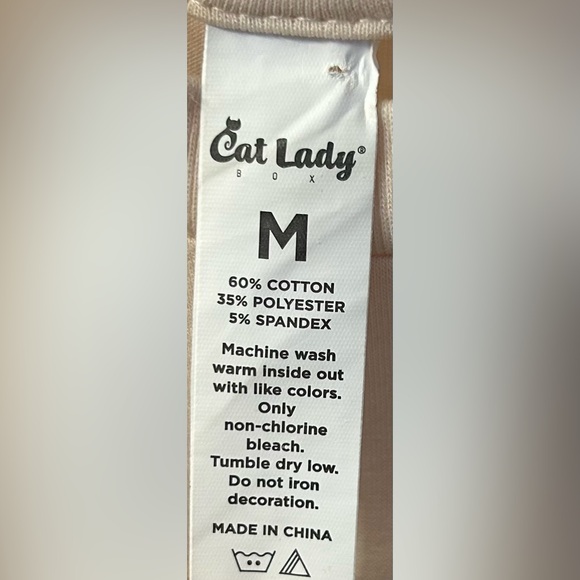 Cat Lady®
BOX
M
60% COTTON
35% POLYESTER
5% SPANDEX
Machine wash
warm inside out
with like colors.
Only
non-chlorine
bleach.
Tumble dry low.
Do not iron
decoration.
MADE IN CHINA